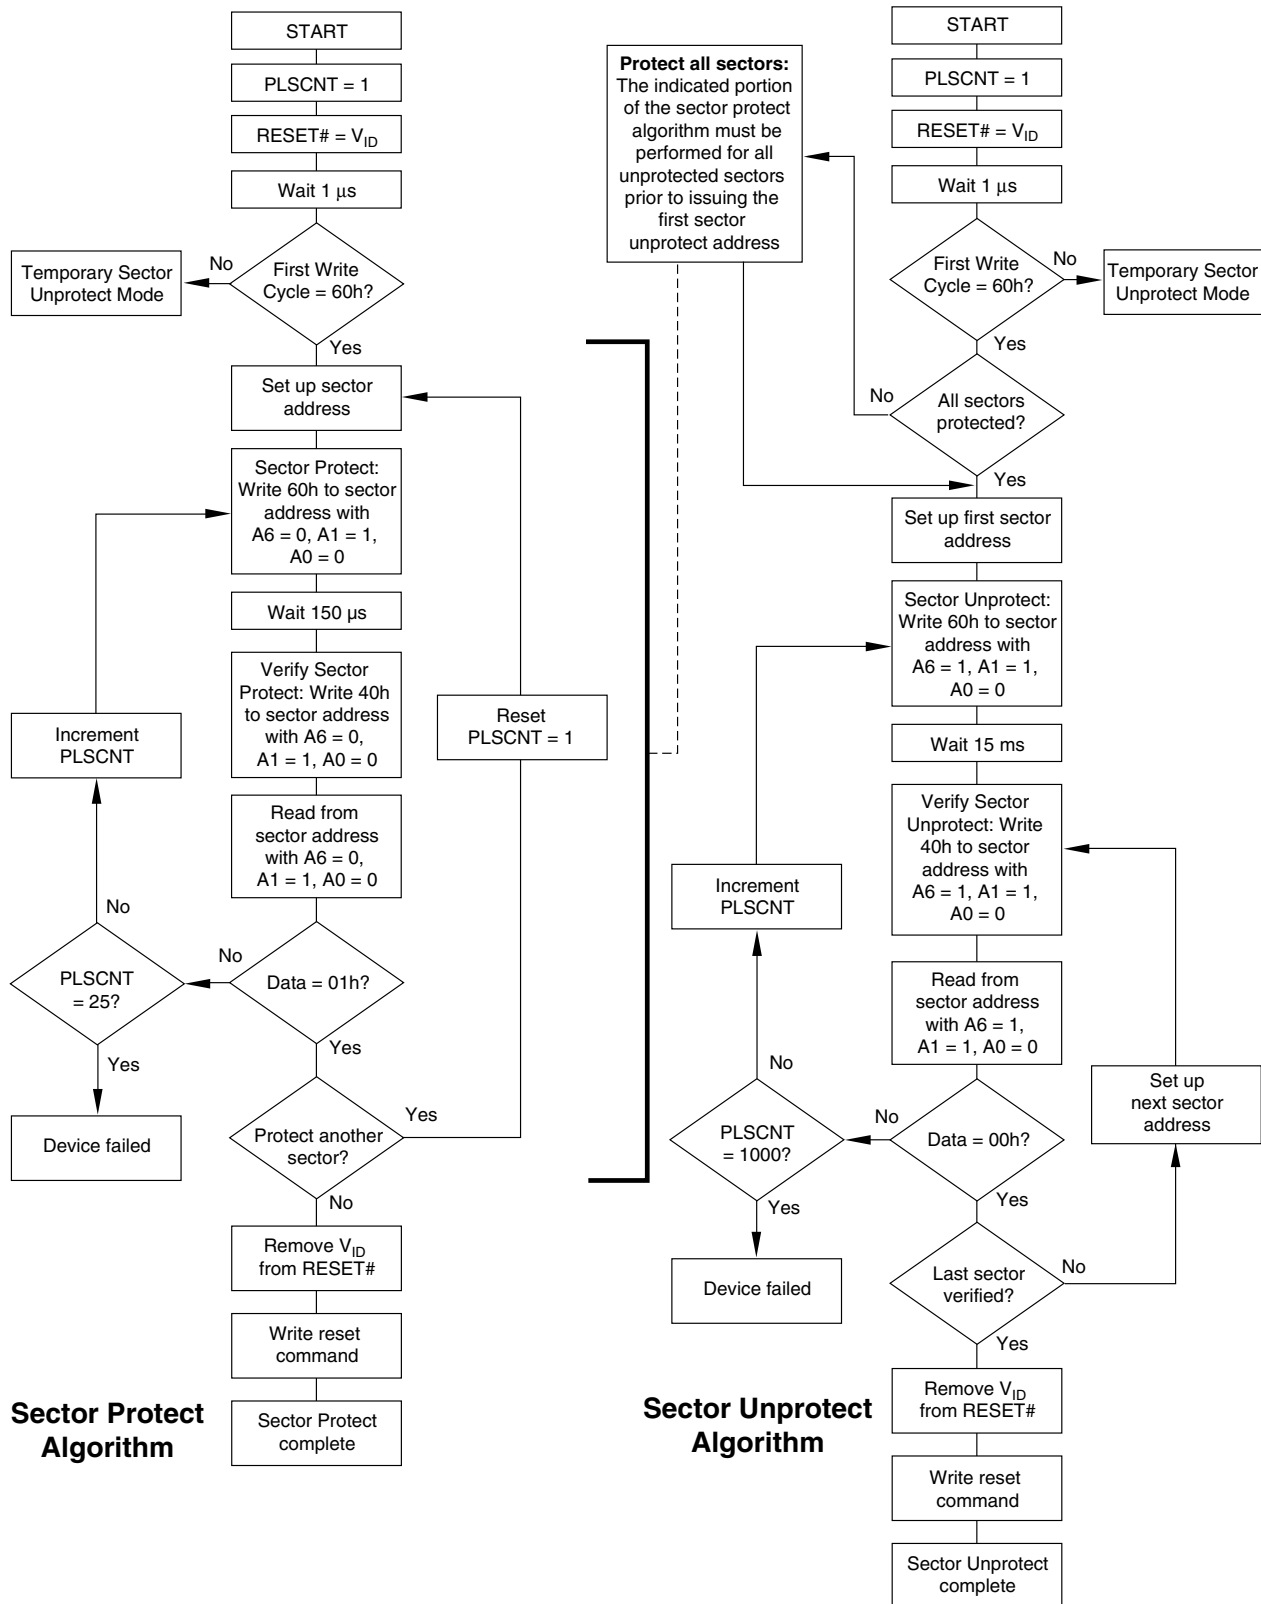 START
PLSCNT = 1
RESET# = VID
Wait 1 μs
First Write
Cycle = 60h?
No
Temporary Sector
Unprotect Mode
Yes
Set up sector
address
Sector Protect:
Write 60h to sector
address with
A6 = 0, A1 = 1,
A0 = 0
Wait 150 µs
Verify Sector
Protect: Write 40h
to sector address
with A6 = 0,
A1 = 1, A0 = 0
Reset
PLSCNT = 1
Increment
PLSCNT
Read from
sector address
with A6 = 0,
A1 = 1, A0 = 0
No
PLSCNT
= 25?
No
Data = 01h?
Yes
Yes
Device failed
Protect another
sector?
Yes
No
Remove VID
from RESET#
Write reset
command
Sector Protect
complete
Sector Protect
Algorithm
Protect all sectors:
The indicated portion
of the sector protect
algorithm must be
performed for all
unprotected sectors
prior to issuing the
first sector
unprotect address
START
PLSCNT = 1
RESET# = VID
Wait 1 μs
First Write
Cycle = 60h?
No
Temporary Sector
Unprotect Mode
Yes
No
All sectors
protected?
Yes
Set up first sector
address
Sector Unprotect:
Write 60h to sector
address with
A6 = 1, A1 = 1,
A0 = 0
Wait 15 ms
Verify Sector
Unprotect: Write
40h to sector
address with
A6 = 1, A1 = 1,
A0 = 0
Increment
PLSCNT
Read from
sector address
with A6 = 1,
A1 = 1, A0 = 0
No
Set up
next sector
address
PLSCNT
= 1000?
No
Data = 00h?
Yes
Yes
Device failed
Last sector
verified?
No
Yes
Remove VID
from RESET#
Write reset
command
Sector Unprotect
complete
Sector Unprotect
Algorithm